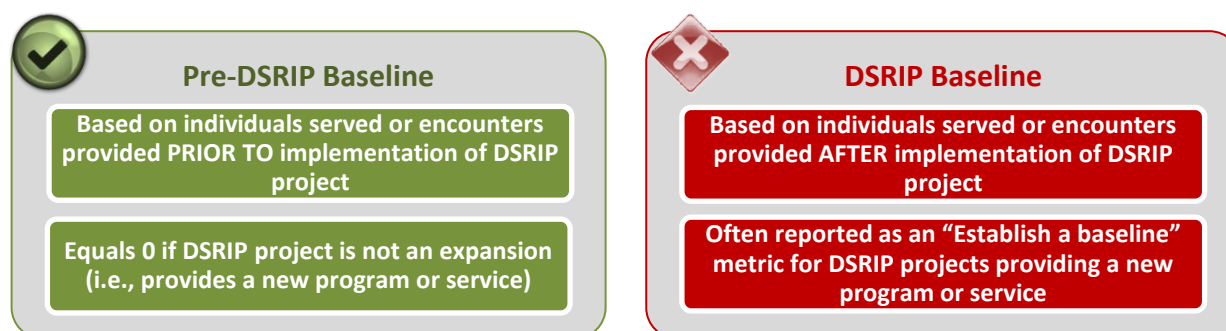 Pre-DSRIP Baseline
Based on individuals served or encounters
provided PRIOR TO implementation of DSRIP
project
Equals 0 if DSRIP project is not an expansion
(i.e., provides a new program or service)
DSRIP Baseline
Based on individuals served or encounters
provided AFTER implementation of DSRIP
project
Often reported as an “Establish a baseline”
metric for DSRIP projects providing a new
program or service